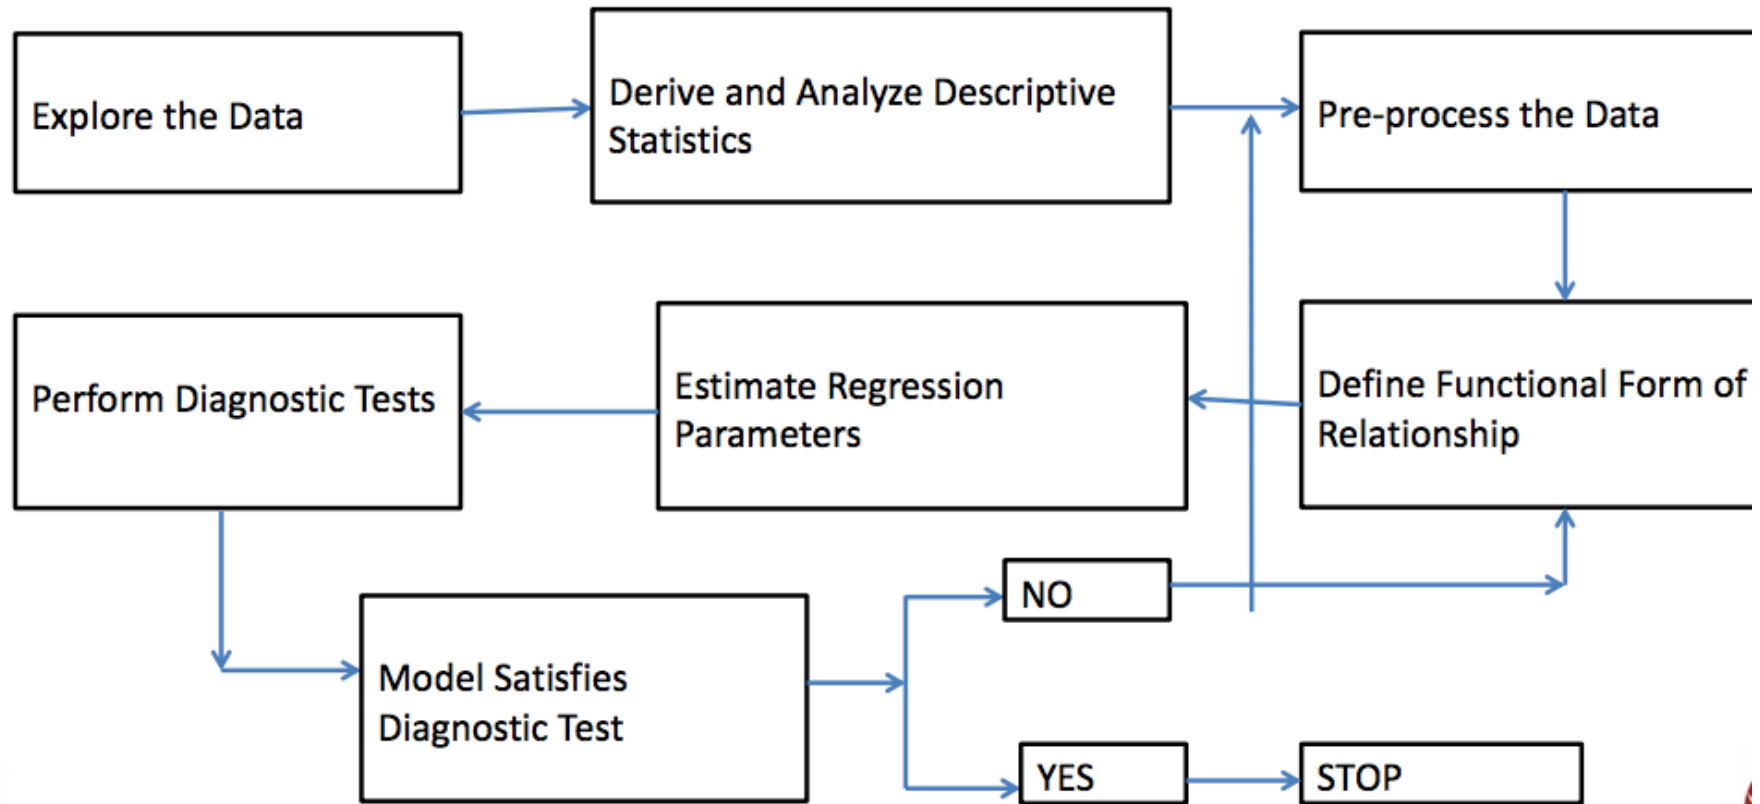 Explore the Data
Derive and Analyze Descriptive
Statistics
Pre-process the Data
Perform Diagnostic Tests
Estimate Regression
Parameters
Define Functional Form of
Relationship
NO
Model Satisfies
Diagnostic Test
YES
STOP